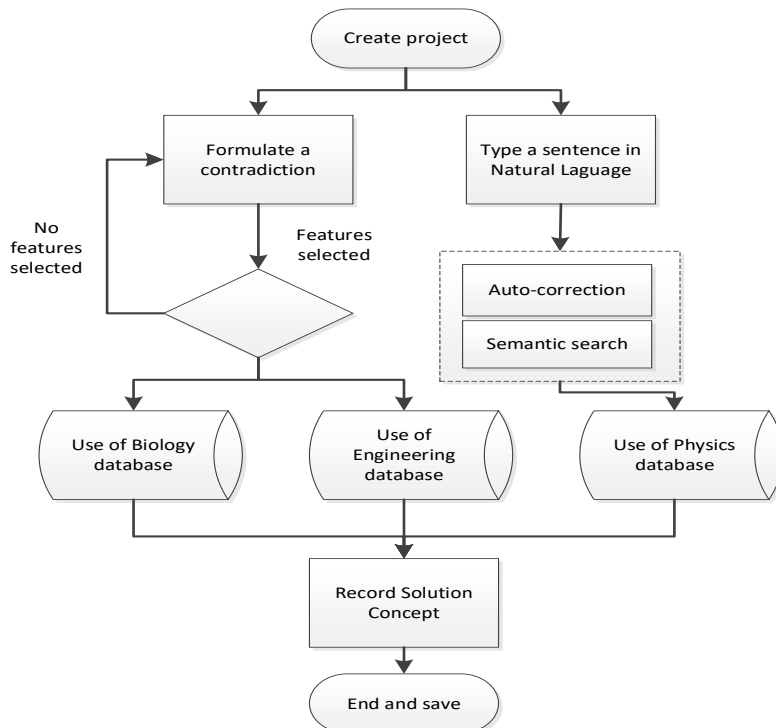 Create project
Formulate a
contradiction
Type a sentence in
Natural Laguage
No
features
selected
Features
selected
Auto-correction
Semantic search
Use of Biology
database
Use of
Engineering
database
Use of Physics
database
Record Solution
Concept
End and save